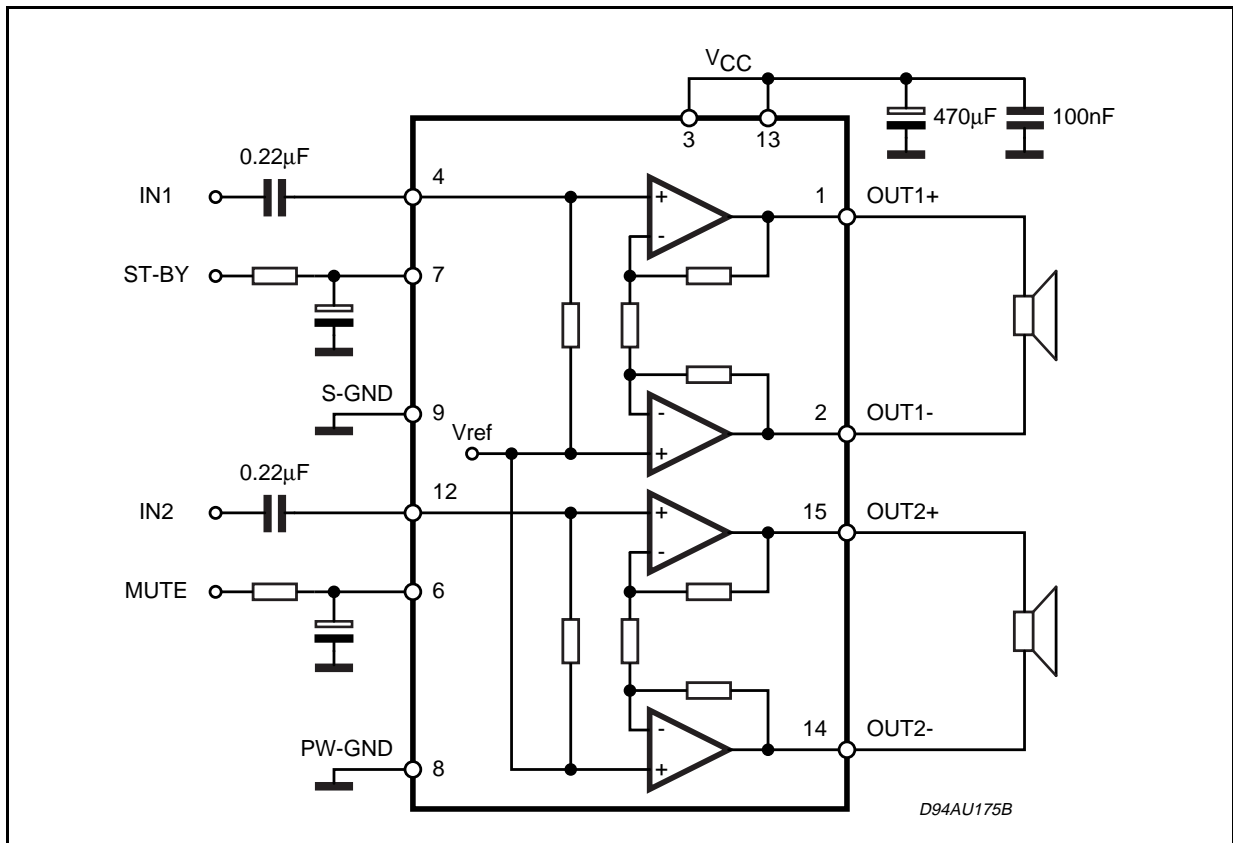 VCC
470µF
100nF
3
13
0.22µF
IN1
4
+
-
1
OUT1+
ST-BY
7
S-GND
9
Vref
-
+
2
OUT1-
0.22µF
IN2
12
+
-
15
OUT2+
MUTE
6
PW-GND
8
-
+
14
OUT2-
D94AU175B